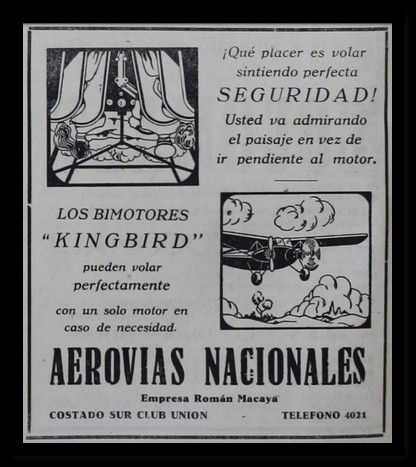 ¡Qué placer es volar
sintiendo perfecta
SEGURIDAD!
Usted va admirando
el paisaje en vez de
ir pendiente al motor.
LOS BIMOTORES
"KINGBIRD"
pueden volar
perfectamente
con un solo motor en
caso de necesidad.
AEROVIAS NACIONALES
Empresa Román Macaya
COSTADO SUR CLUB UNION - TELEFONO 4021